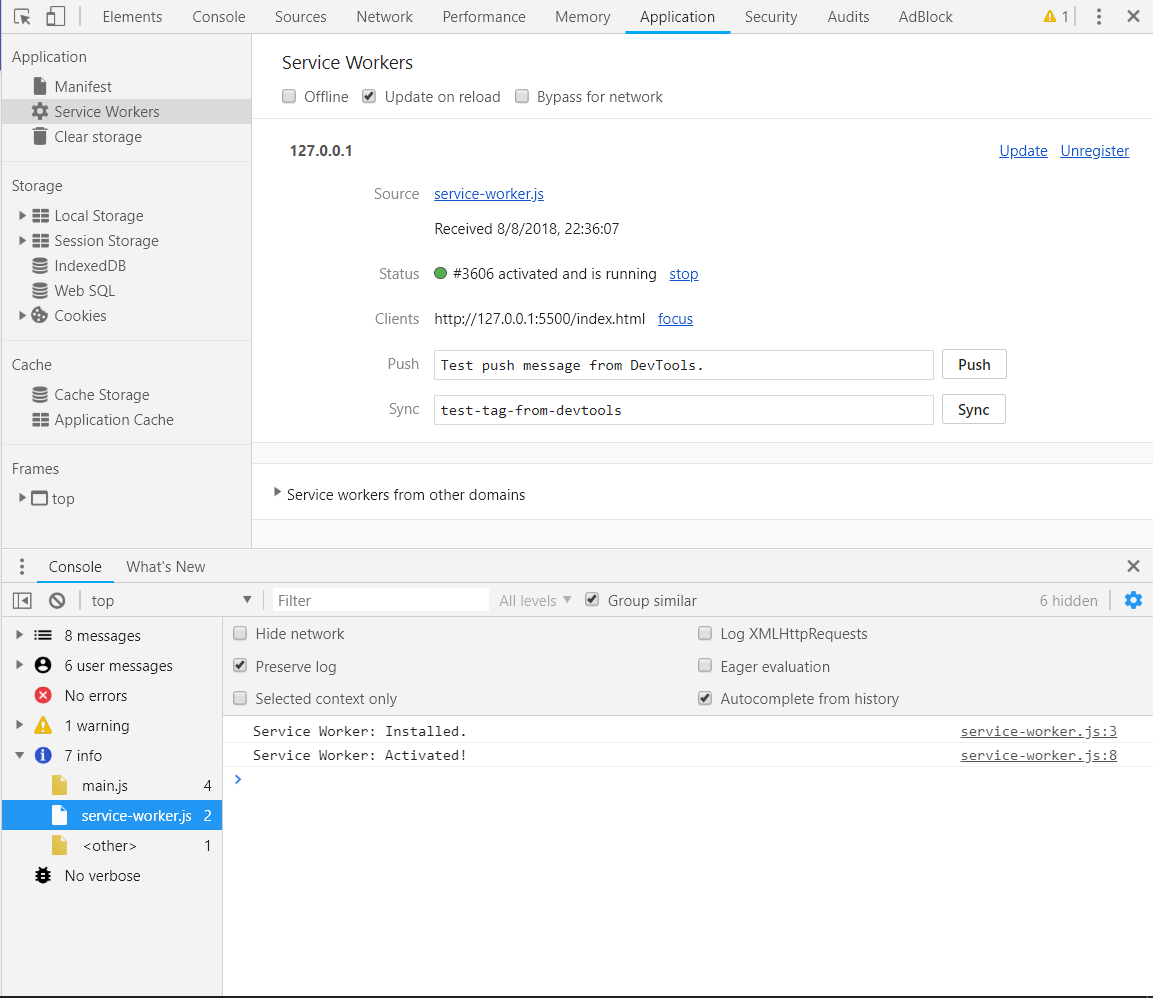 Elements Console Sources Network Performance Memory Application Security Audits AdBlock 1
Application
Manifest
Service Workers
Clear storage
Storage
Local Storage
Session Storage
IndexedDB
Web SQL
Cookies
Cache
Cache Storage
Application Cache
Frames
top
Service Workers
Offline Update on reload Bypass for network
127.0.0.1 Update Unregister
Source service-worker.js
Received 8/8/2018, 22:36:07
Status #3606 activated and is running stop
Clients http://127.0.0.1:5500/index.html focus
Push Test push message from DevTools. Push
Sync test-tag-from-devtools Sync
Service workers from other domains
Console What's New
top Filter All levels Group similar 6 hidden
8 messages
6 user messages
No errors
1 warning
7 info
main.js 4
service-worker.js 2
<other> 1
No verbose
Hide network Log XMLHttpRequests
Preserve log Eager evaluation
Selected context only Autocomplete from history
Service Worker: Installed. service-worker.js:3
Service Worker: Activated! service-worker.js:8